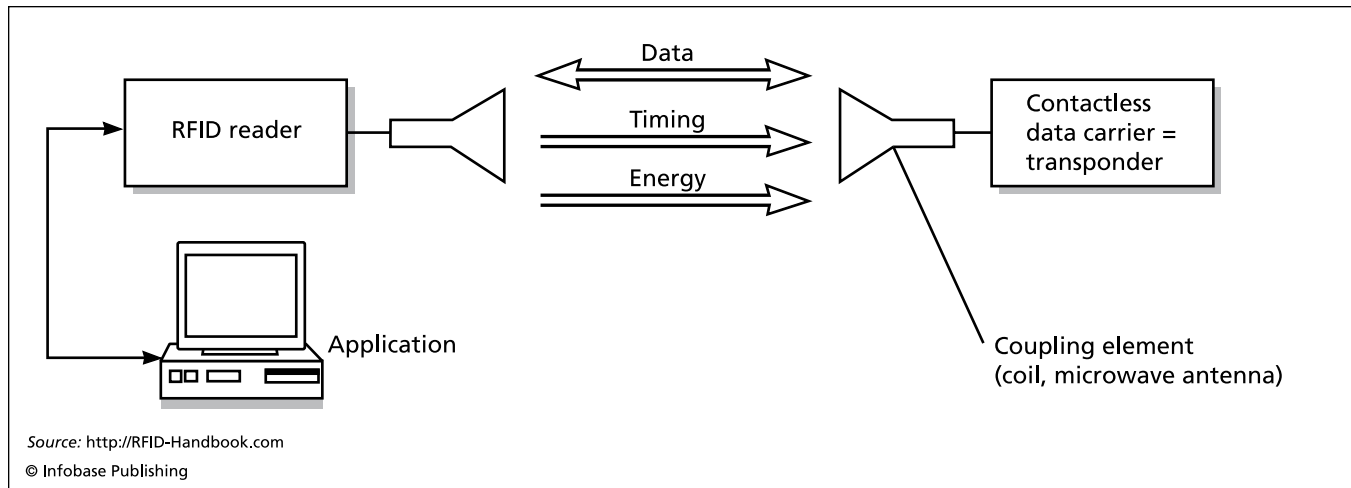 Data
RFID reader
Timing
Energy
Contactless
data carrier =
transponder
Application
Coupling element
(coil, microwave antenna)
Source: http://RFID-Handbook.com
© Infobase Publishing